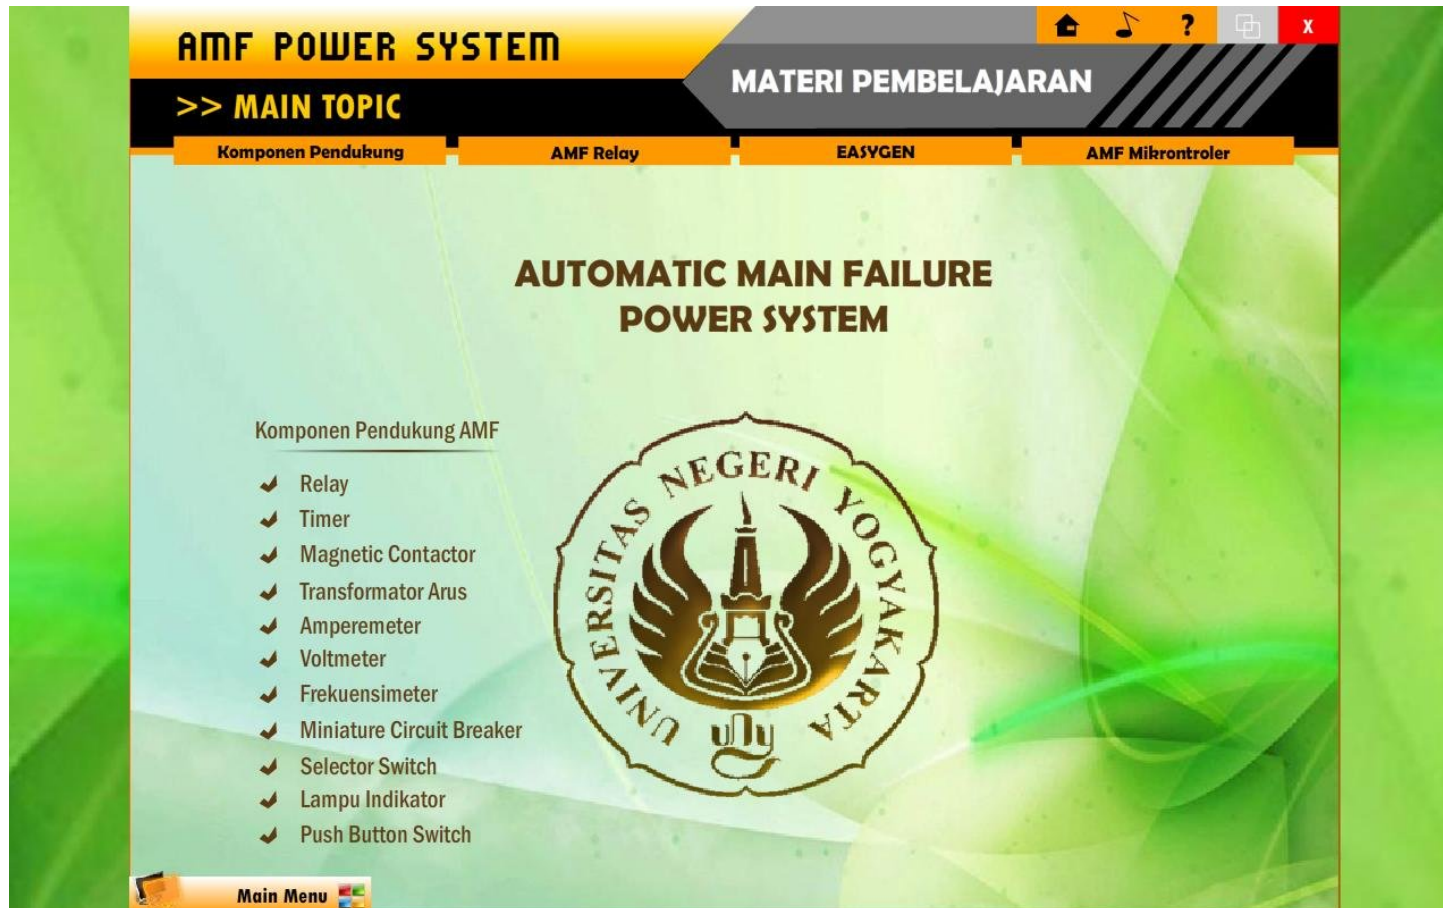 AMF POWER SYSTEM
? X
MATERI PEMBELAJARAN
>> MAIN TOPIC
Komponen Pendukung
AMF Relay
EASYGEN
AMF Mikrontroler
AUTOMATIC MAIN FAILURE
POWER SYSTEM
Komponen Pendukung AMF
Relay
Timer
Magnetic Contactor
Transformator Arus
Amperemeter
Voltmeter
Frekuensimeter
Miniature Circuit Breaker
Selector Switch
Lampu Indikator
Push Button Switch
UNIVERSITAS NEGERI YOGYAKARTA
uny
Main Menu